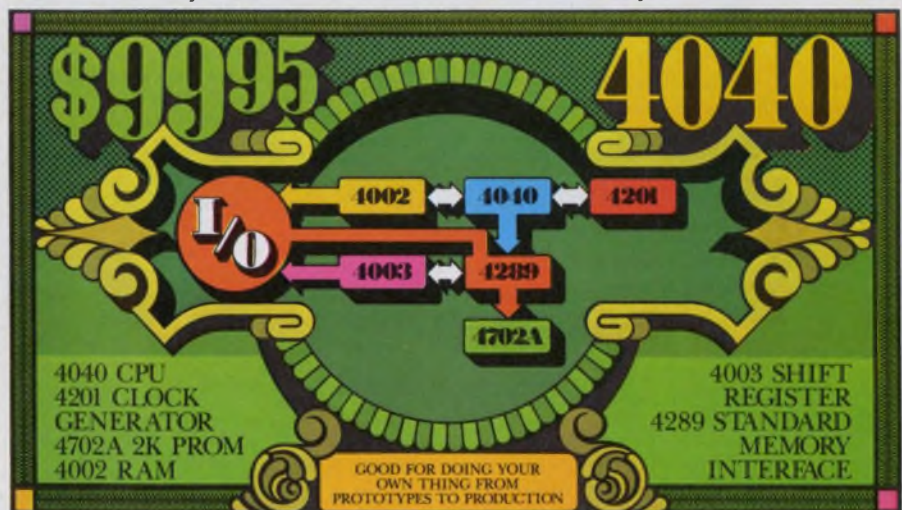 $9995
4040
I/O
4002
4040
4201
4003
4289
4702A
4040 CPU
4201 CLOCK
GENERATOR
4702A 2K PROM
4002 RAM
4003 SHIFT
REGISTER
4289 STANDARD
MEMORY
INTERFACE
GOOD FOR DOING YOUR
OWN THING FROM
PROTOTYPES TO PRODUCTION